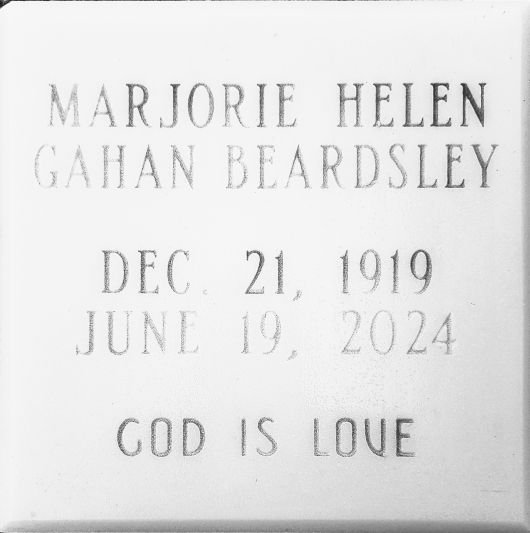 MARJORIE HELEN
GAHAN BEARDSLEY
DEC. 21, 1919
JUNE 19, 2024
GOD IS LOVE